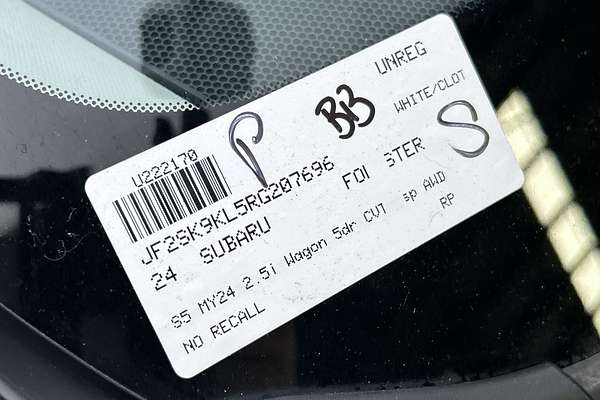 U222170
UNREG
P
BB
WHITE/CLOT
S
JF2SK9KL5RG207696
24 SUBARU
S5 MY24 2.5i Wagon 5dr CVT sp AWD
RP
NO RECALL